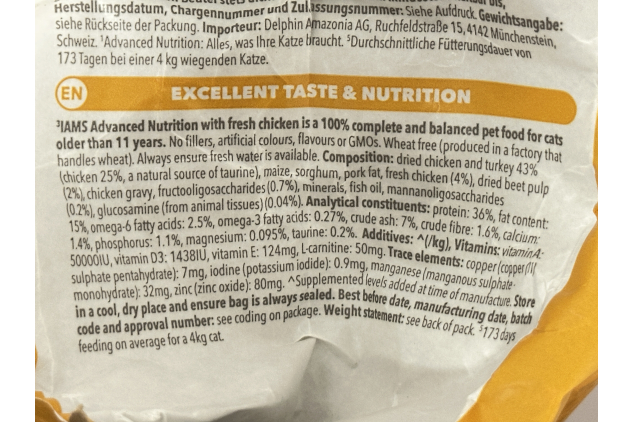 Herstellungsdatum, Chargennummer und Zulassungsnummer: Siehe Aufdruck. Gewichtsangabe:
siehe Rückseite der Packung. Importeur: Delphin Amazonia AG, Ruchfeldstraße 15, 4142 Münchenstein,
Schweiz. ¹Advanced Nutrition: Alles, was Ihre Katze braucht. ⁵Durchschnittliche Fütterungsdauer von
173 Tagen bei einer 4 kg wiegenden Katze.
EN EXCELLENT TASTE & NUTRITION
³IAMS Advanced Nutrition with fresh chicken is a 100% complete and balanced pet food for cats
older than 11 years. No fillers, artificial colours, flavours or GMOs. Wheat free (produced in a factory that
handles wheat). Always ensure fresh water is available. Composition: dried chicken and turkey 43%
(chicken 25%, a natural source of taurine), maize, sorghum, pork fat, fresh chicken (4%), dried beet pulp
(2%), chicken gravy, fructooligosaccharides (0.7%), minerals, fish oil, mannanoligosaccharides
(0.2%), glucosamine (from animal tissues) (0.04%). Analytical constituents: protein: 36%, fat content:
15%, omega-6 fatty acids: 2.5%, omega-3 fatty acids: 0.27%, crude ash: 7%, crude fibre: 1.6%, calcium:
1.4%, phosphorus: 1.1%, magnesium: 0.095%, taurine: 0.2%. Additives: ^(/kg), Vitamins: vitamin A:
50000IU, vitamin D3: 1438IU, vitamin E: 124mg, L-carnitine: 50mg. Trace elements: copper (copper(II)
sulphate pentahydrate): 7mg, iodine (potassium iodide): 0.9mg, manganese (manganous sulphate
monohydrate): 32mg, zinc (zinc oxide): 80mg. ^Supplemented levels added at time of manufacture. Store
in a cool, dry place and ensure bag is always sealed. Best before date, manufacturing date, batch
code and approval number: see coding on package. Weight statement: see back of pack. ⁵173 days
feeding on average for a 4kg cat.